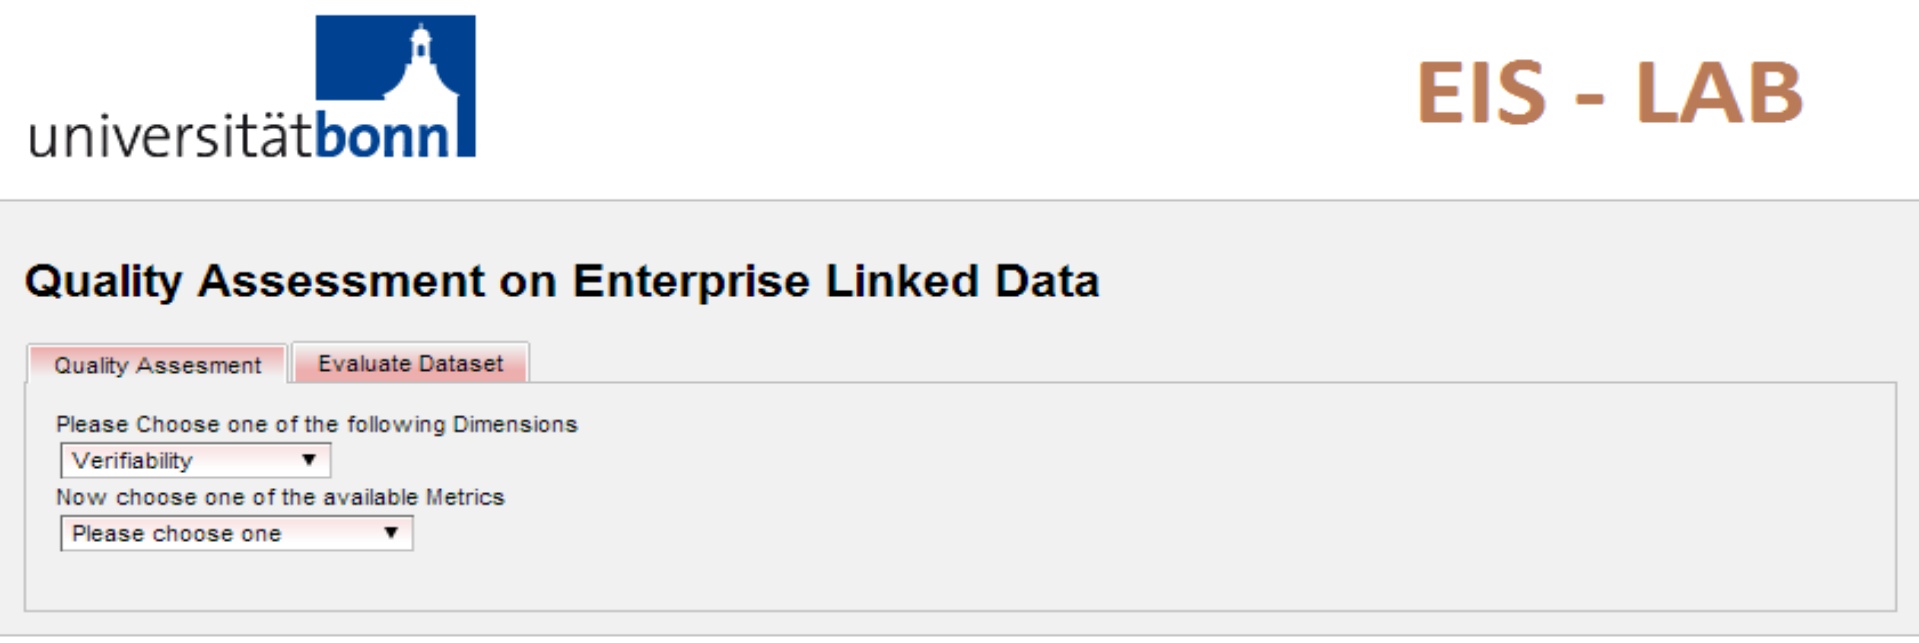 universitätbonn
EIS - LAB
Quality Assessment on Enterprise Linked Data
Quality Assesment
Evaluate Dataset
Please Choose one of the following Dimensions
Verifiability
Now choose one of the available Metrics
Please choose one